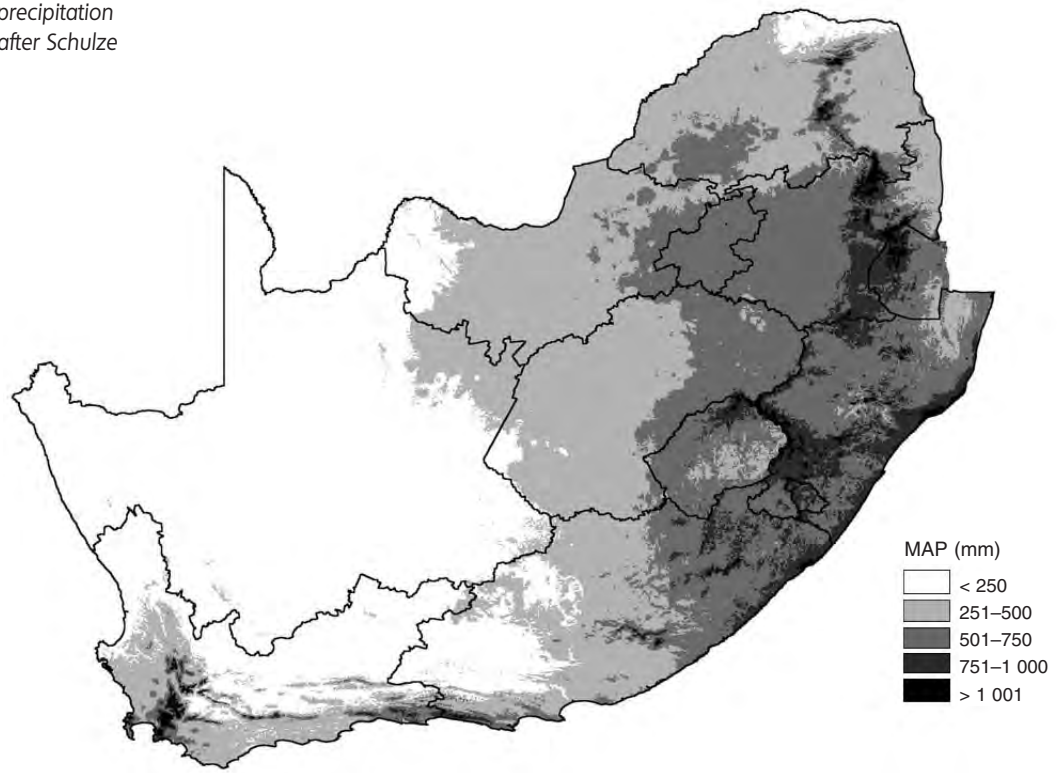 precipitation
after Schulze
MAP (mm)
< 250
251–500
501–750
751–1 000
> 1 001